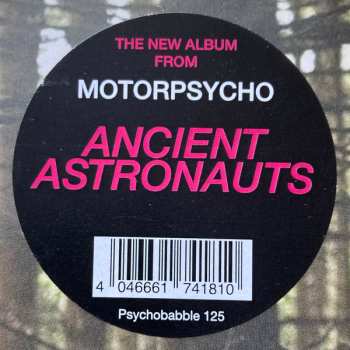 THE NEW ALBUM
FROM
MOTORPSYCHO
ANCIENT
ASTRONAUTS
4 046661 741810
Psychobabble 125